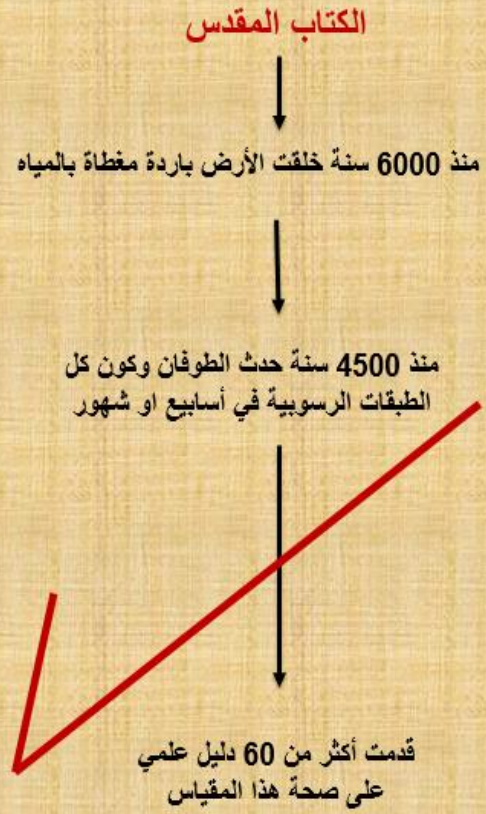 الكتاب المقدس
منذ 6000 سنة خلقت الأرض باردة مغطاة بالمياه
منذ 4500 سنة حدث الطوفان وكون كل
الطبقات الرسوبية في أسابيع او شهور
قدمت أكثر من 60 دليل علمي
على صحة هذا المقياس